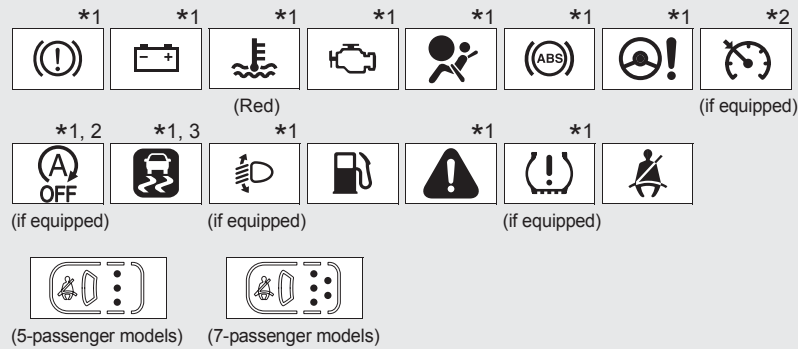 *1 *1 *1 *1 *1 *1 *1 *2
ABS
(Red) (if equipped)
*1, 2 *1, 3 *1 *1 *1
A
OFF
(if equipped) (if equipped) (if equipped)
(5-passenger models) (7-passenger models)